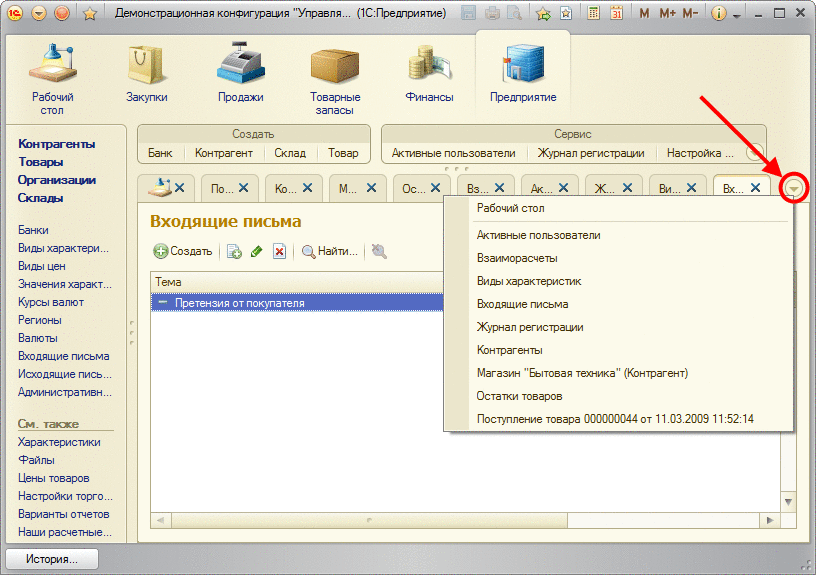 Демонстрационная конфигурация "Управля... (1С:Предприятие)
M M+ M-
Рабочий
стол
Закупки
Продажи
Товарные
запасы
Финансы
Предприятие
Контрагенты
Товары
Организации
Склады
Банки
Виды характери...
Виды цен
Значения характ...
Курсы валют
Регионы
Валюты
Входящие письма
Исходящие пись...
Административн...
См. также
Характеристики
Файлы
Цены товаров
Настройки торго...
Варианты отчетов
Наши расчетные...
Создать
Банк Контрагент Склад Товар
Сервис
Активные пользователи Журнал регистрации Настройка ...
По... Ко... М... Ос... Вз... Ак... Ж... Ви... Вх...
Входящие письма
Создать Найти...
Тема
Претензия от покупателя
Рабочий стол
Активные пользователи
Взаиморасчеты
Виды характеристик
Входящие письма
Журнал регистрации
Контрагенты
Магазин "Бытовая техника" (Контрагент)
Остатки товаров
Поступление товара 000000044 от 11.03.2009 11:52:14
История...